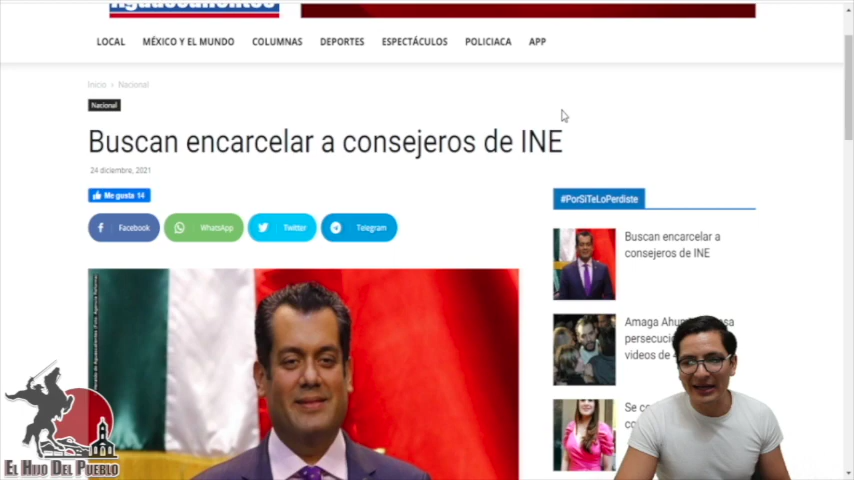 Aguascalientes
LOCAL MÉXICO Y EL MUNDO COLUMNAS DEPORTES ESPECTÁCULOS POLICIACA APP
Inicio › Nacional
Nacional
Buscan encarcelar a consejeros de INE
24 diciembre, 2021
Me gusta 14
Facebook WhatsApp Twitter Telegram
#PorSiTeLoPerdiste
Buscan encarcelar a
consejeros de INE
Amaga
persecuci
videos de
Se
EL HIJO DEL PUEBLO